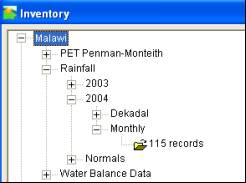 Inventory
Malawi
PET Penman-Monteith
Rainfall
2003
2004
Dekadal
Monthly
115 records
Normals
Water Balance Data